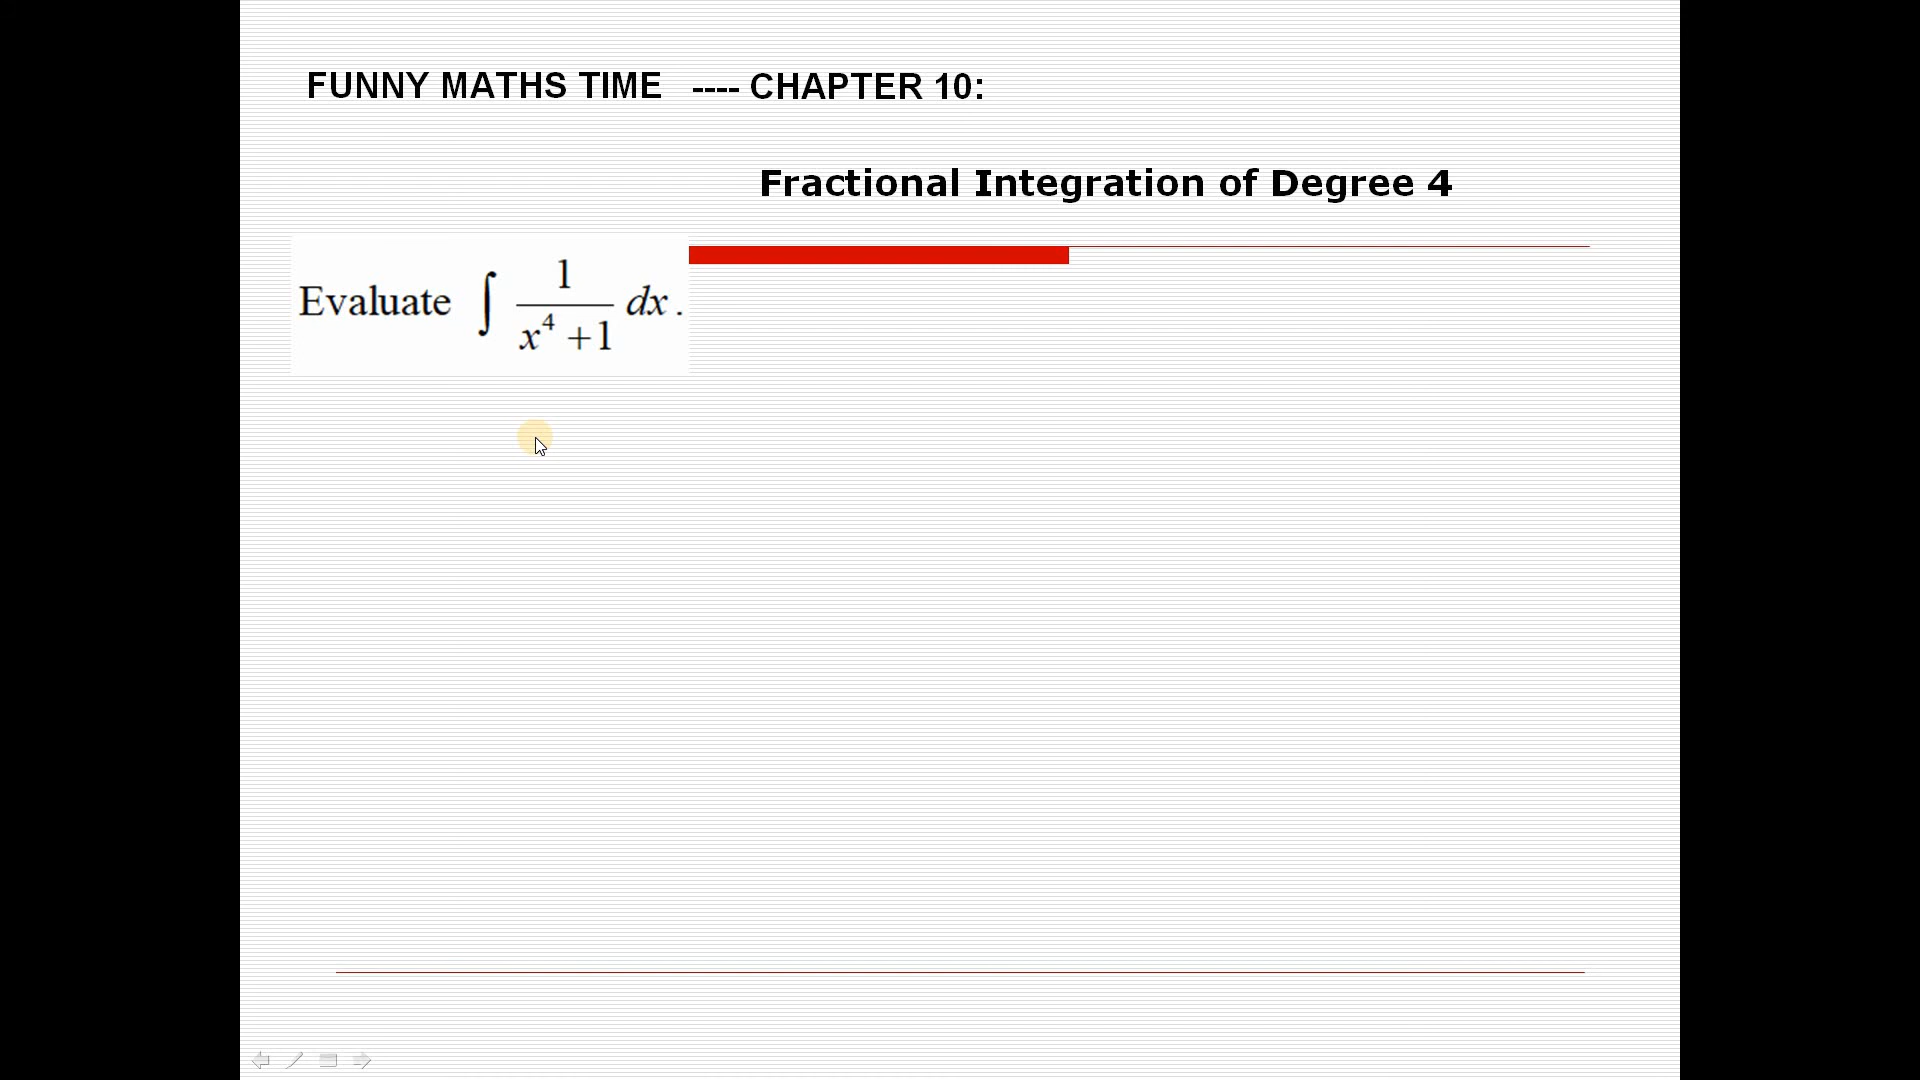 FUNNY MATHS TIME ---- CHAPTER 10:
Fractional Integration of Degree 4
Evaluate ∫ 1/(x⁴+1) dx.